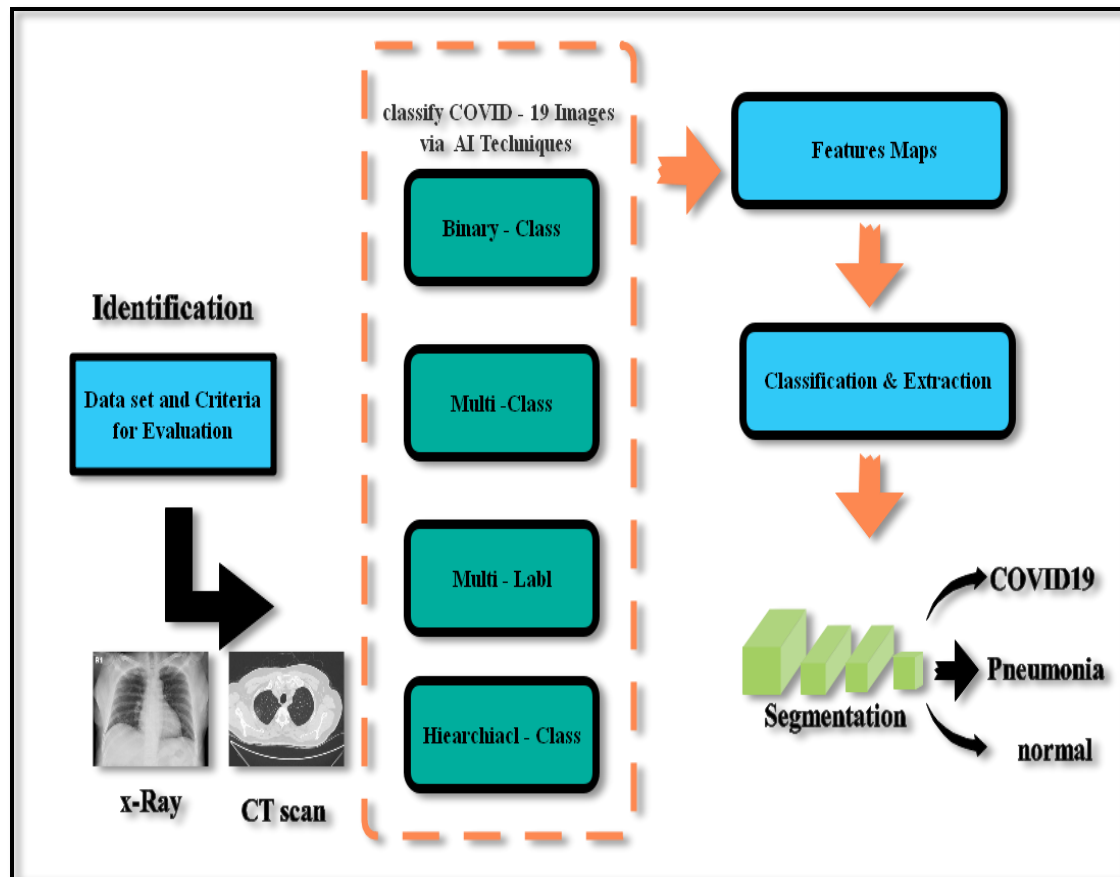 Identification
Data set and Criteria
for Evaluation
R1
x-Ray
CT scan
classify COVID - 19 Images
via AI Techniques
Binary - Class
Multi -Class
Multi - Labl
Hiearchiacl - Class
Features Maps
Classification & Extraction
Segmentation
COVID19
Pneumonia
normal